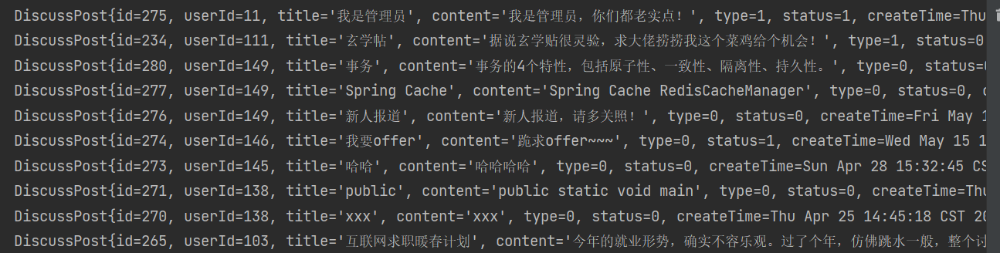 DiscussPost{id=275, userId=11, title='我是管理员', content='我是管理员，你们都老实点！', type=1, status=1, createTime=Thu
DiscussPost{id=234, userId=111, title='玄学帖', content='据说玄学贴很灵验，求大佬捞捞我这个菜鸡给个机会！', type=1, status=0
DiscussPost{id=280, userId=149, title='事务', content='事务的4个特性，包括原子性、一致性、隔离性、持久性。', type=0, status=0
DiscussPost{id=277, userId=149, title='Spring Cache', content='Spring Cache RedisCacheManager', type=0, status=0, c
DiscussPost{id=276, userId=149, title='新人报道', content='新人报道，请多关照！', type=0, status=0, createTime=Fri May 1
DiscussPost{id=274, userId=146, title='我要offer', content='跪求offer~~~', type=0, status=1, createTime=Wed May 15 1
DiscussPost{id=273, userId=145, title='哈哈', content='哈哈哈哈', type=0, status=0, createTime=Sun Apr 28 15:32:45 CS
DiscussPost{id=271, userId=138, title='public', content='public static void main', type=0, status=0, createTime=Thu
DiscussPost{id=270, userId=138, title='xxx', content='xxx', type=0, status=0, createTime=Thu Apr 25 14:45:18 CST 20
DiscussPost{id=265, userId=103, title='互联网求职暖春计划', content='今年的就业形势，确实不容乐观。过了个年，仿佛跳水一般，整个讨